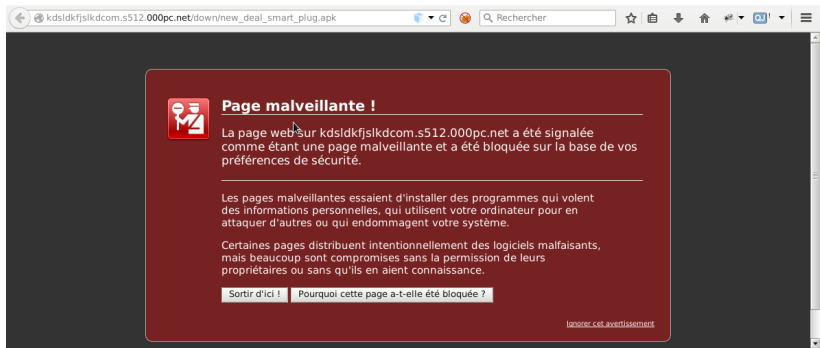 kdsldkfjslkdcom.s512.000pc.net/down/new_deal_smart_plug.apk
Rechercher
Page malveillante !
La page web sur kdsldkfjslkdcom.s512.000pc.net a été signalée
comme étant une page malveillante et a été bloquée sur la base de vos
préférences de sécurité.
Les pages malveillantes essaient d'installer des programmes qui volent
des informations personnelles, qui utilisent votre ordinateur pour en
attaquer d'autres ou qui endommagent votre système.
Certaines pages distribuent intentionnellement des logiciels malfaisants,
mais beaucoup sont compromises sans la permission de leurs
propriétaires ou sans qu'ils en aient connaissance.
Sortir d'ici !
Pourquoi cette page a-t-elle été bloquée ?
Ignorer cet avertissement